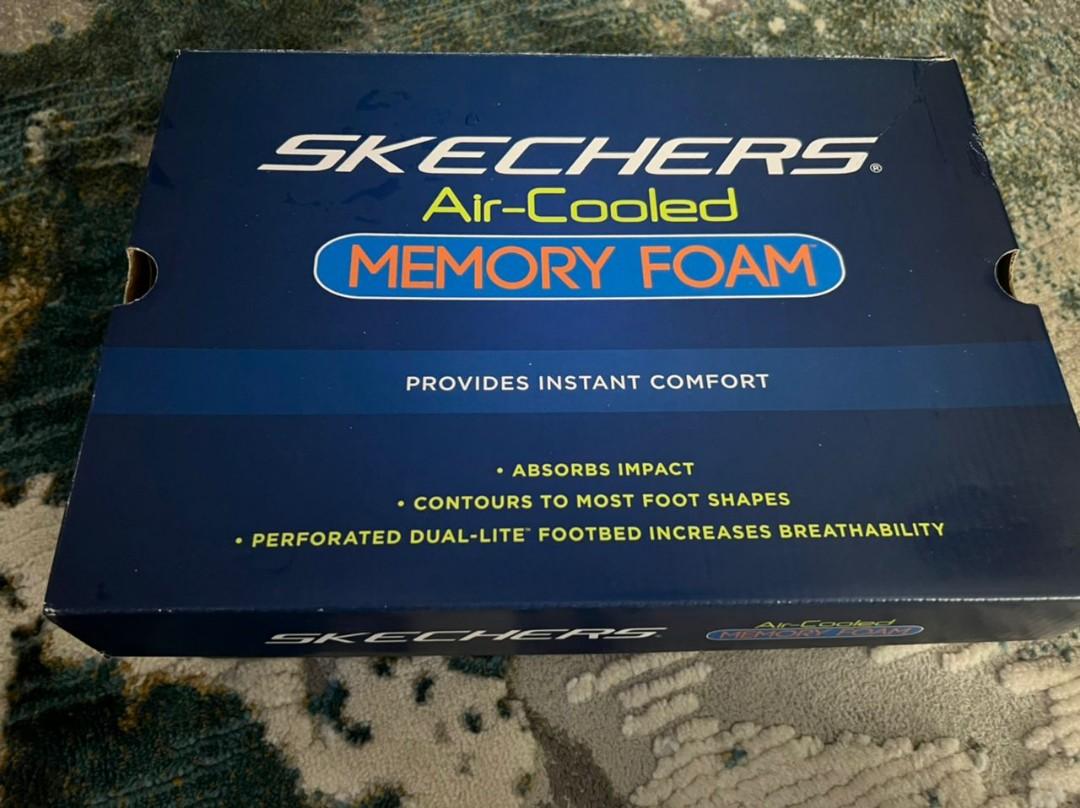 SKECHERS®
Air-Cooled
MEMORY FOAM™
PROVIDES INSTANT COMFORT
• ABSORBS IMPACT
• CONTOURS TO MOST FOOT SHAPES
• PERFORATED DUAL-LITE™ FOOTBED INCREASES BREATHABILITY
SKECHERS
Air-Cooled
MEMORY FOAM